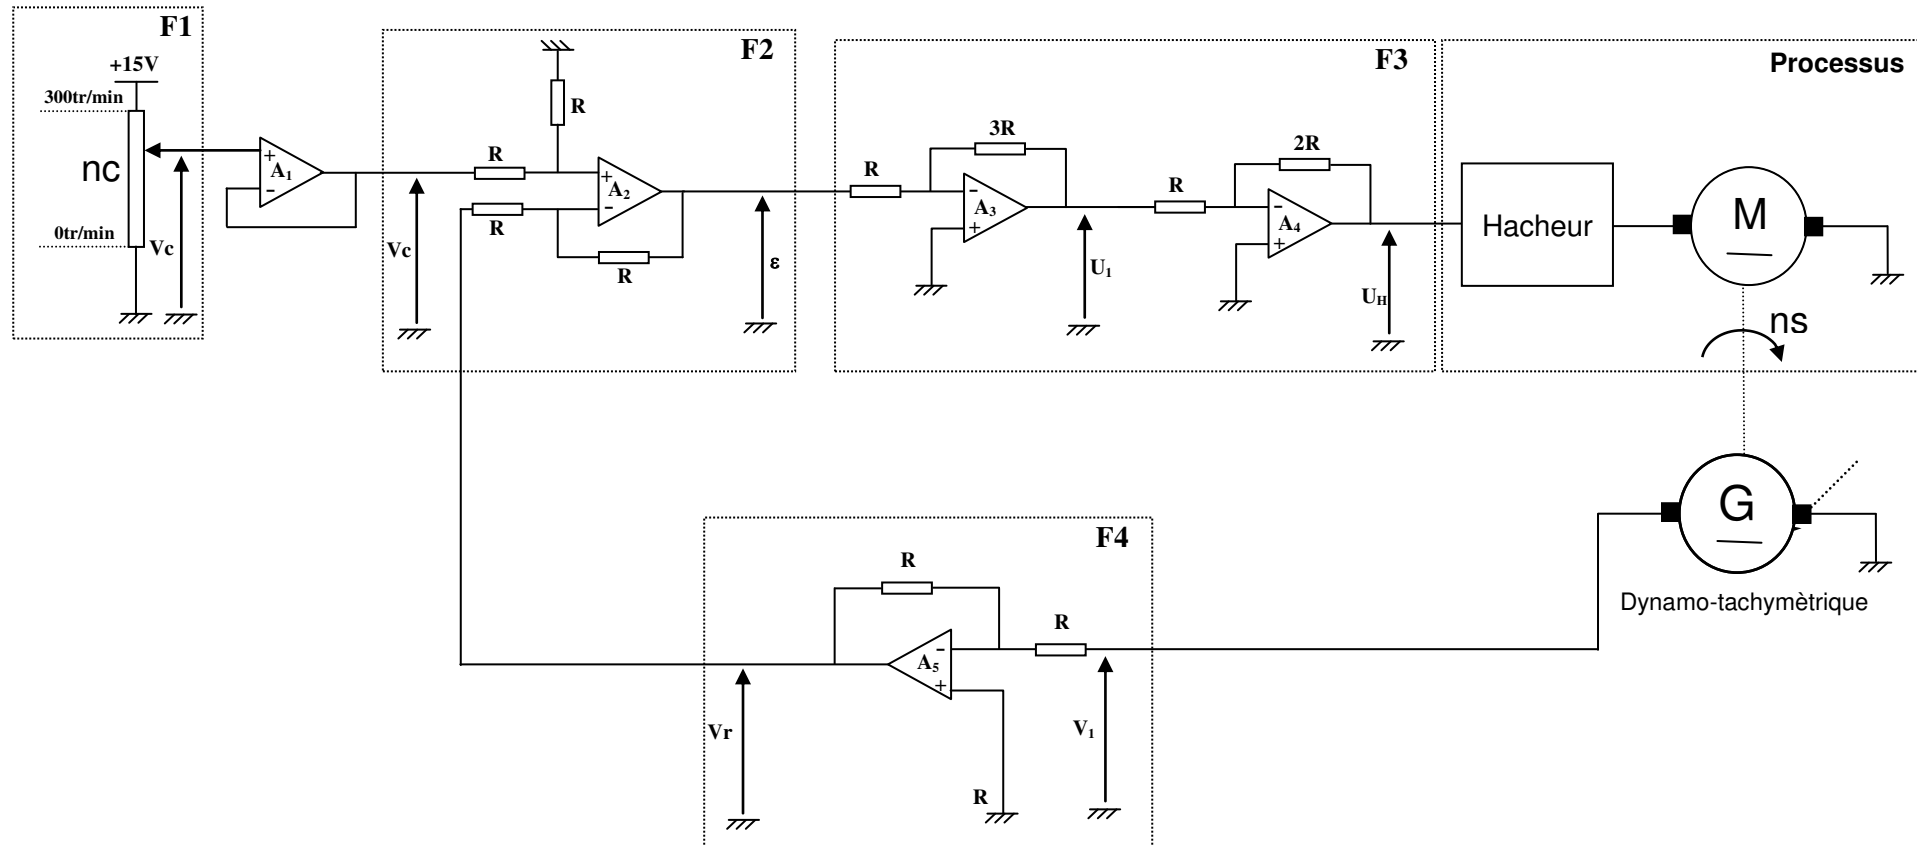 F1
+15V
300tr/min
nc
0tr/min
Vc
+
A1
-
F2
R
R
+
A2
-
R
R
Vc
ε
F3
3R
R
-
A3
+
U1
2R
R
-
A4
+
UH
Processus
Hacheur
M
ns
G
Dynamo-tachymètrique
F4
R
R
-
A5
+
Vr
V1
R